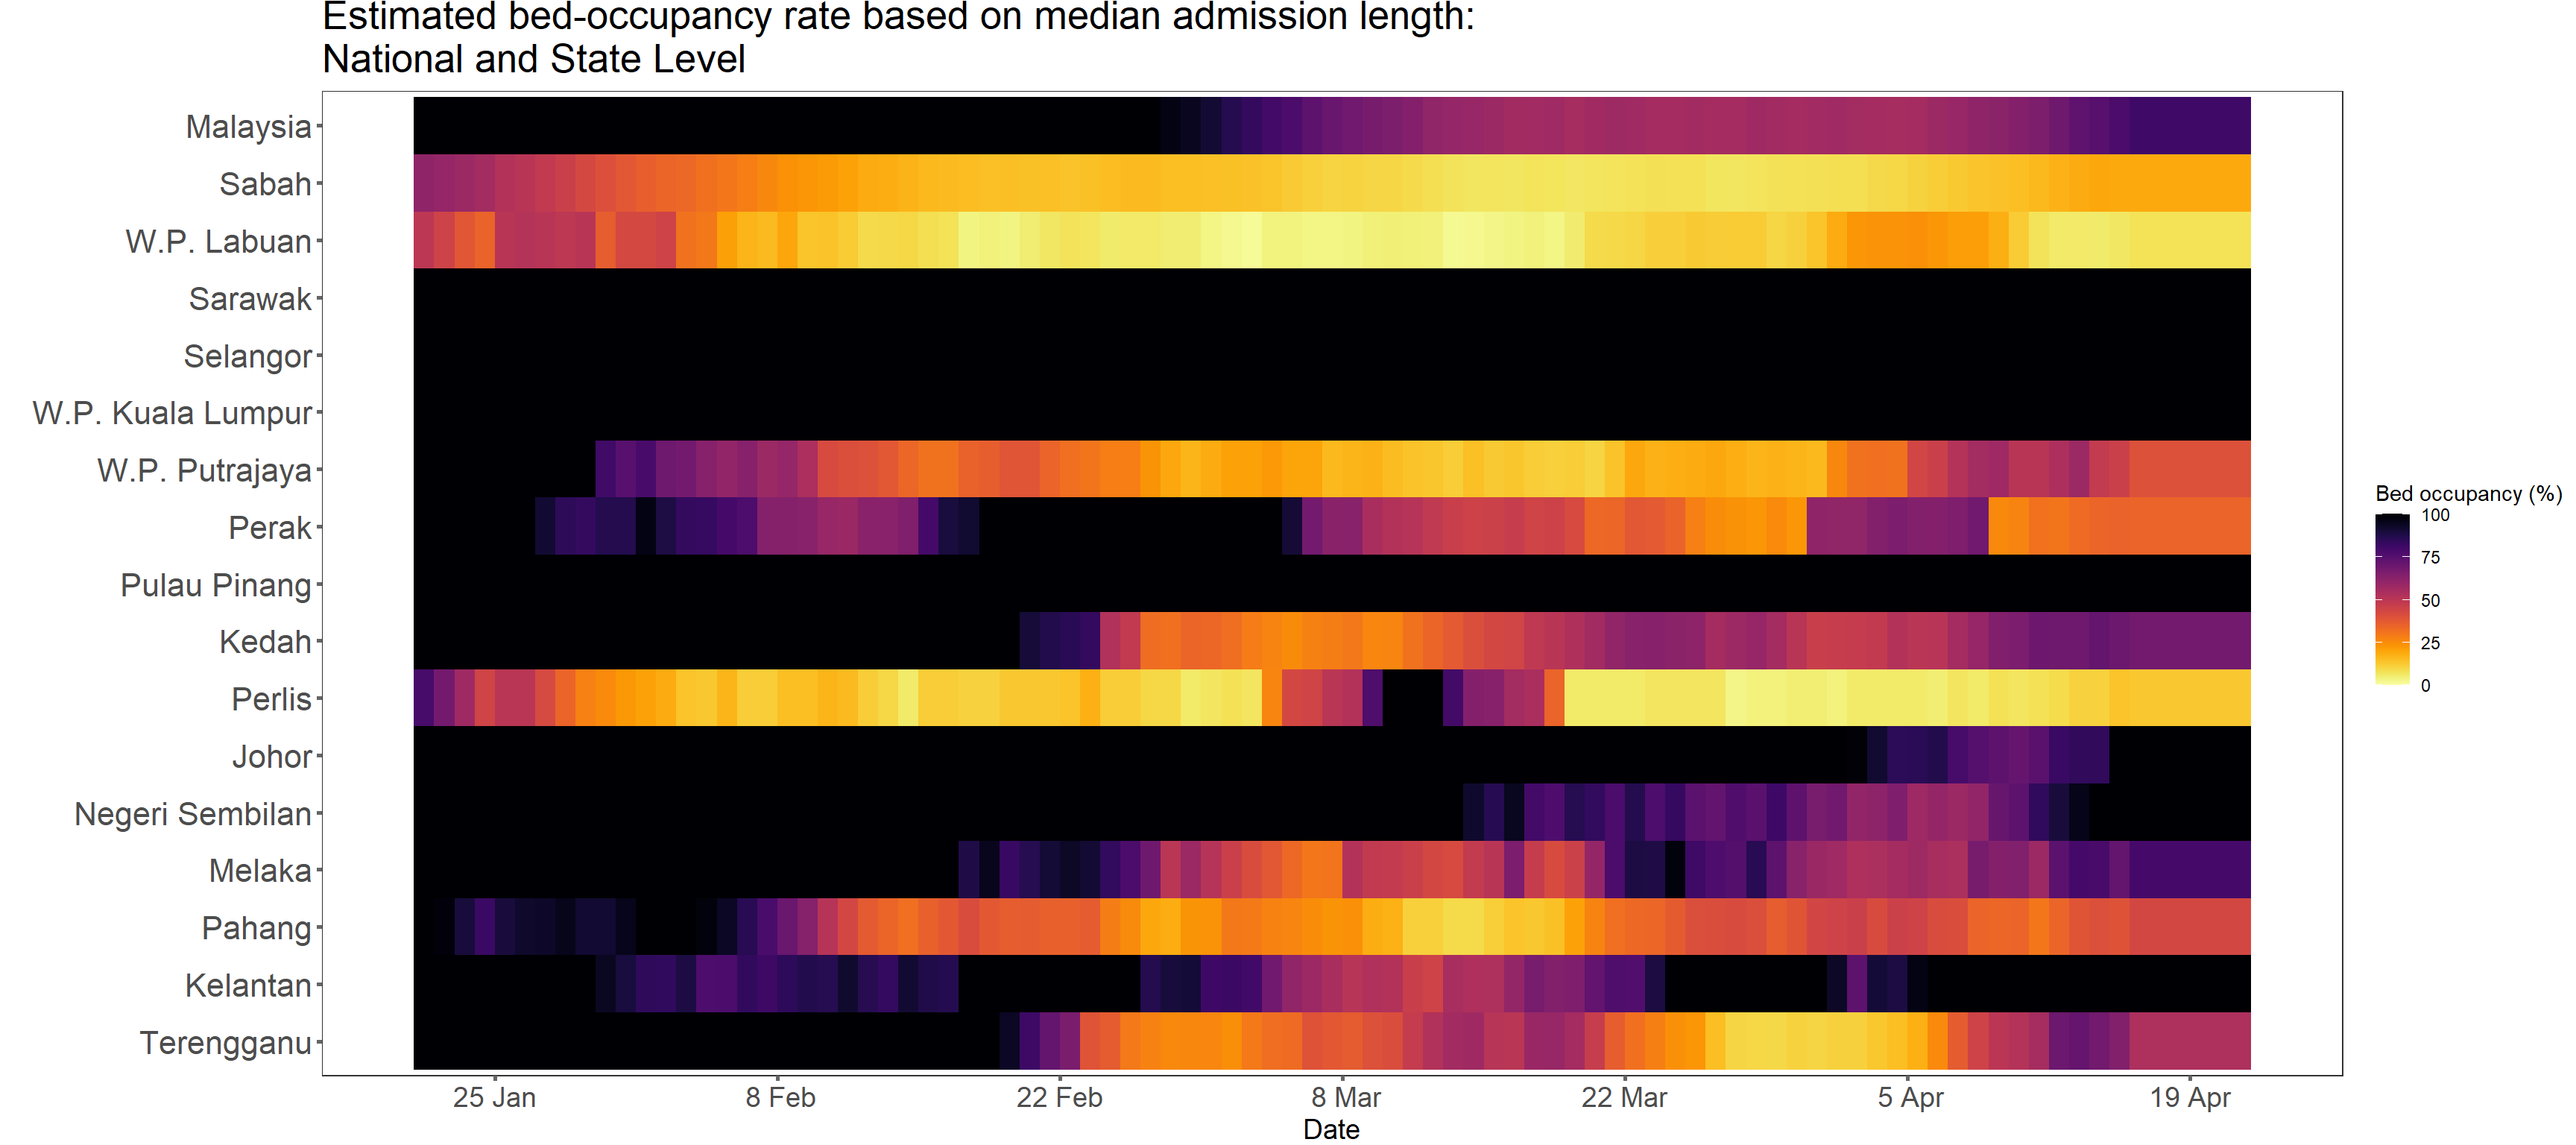 Estimated bed-occupancy rate based on median admission length:
National and State Level
Malaysia
Sabah
W.P. Labuan
Sarawak
Selangor
W.P. Kuala Lumpur
W.P. Putrajaya
Perak
Pulau Pinang
Kedah
Perlis
Johor
Negeri Sembilan
Melaka
Pahang
Kelantan
Terengganu
25 Jan
8 Feb
22 Feb
8 Mar
22 Mar
5 Apr
19 Apr
Date
Bed occupancy (%)
100
75
50
25
0